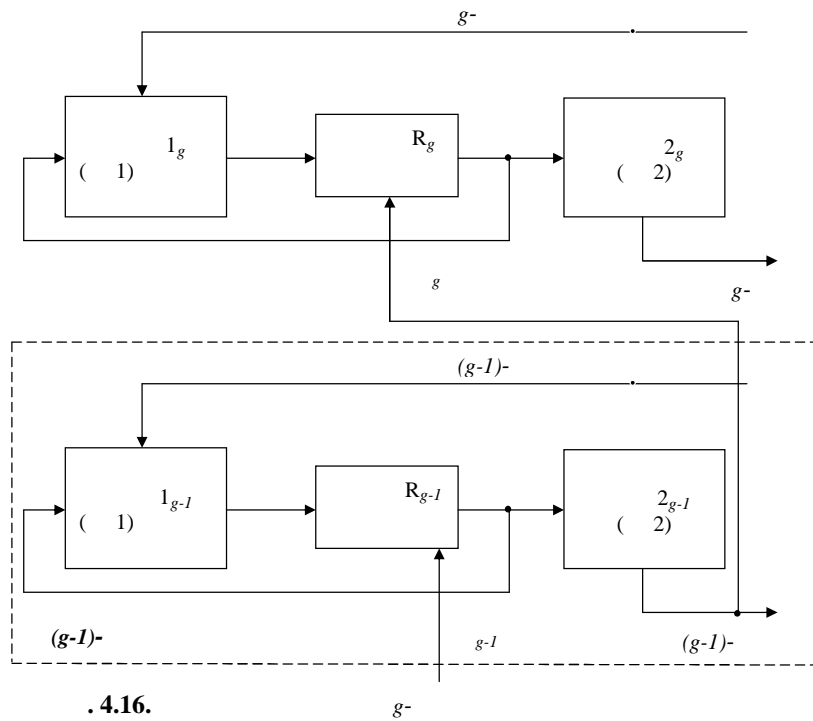 g-
1g
( 1)
Rg
2g
( 2)
g
g-
(g-1)-
1g-1
( 1)
Rg-1
2g-1
( 2)
(g-1)-
g-1
(g-1)-
. 4.16.
g-